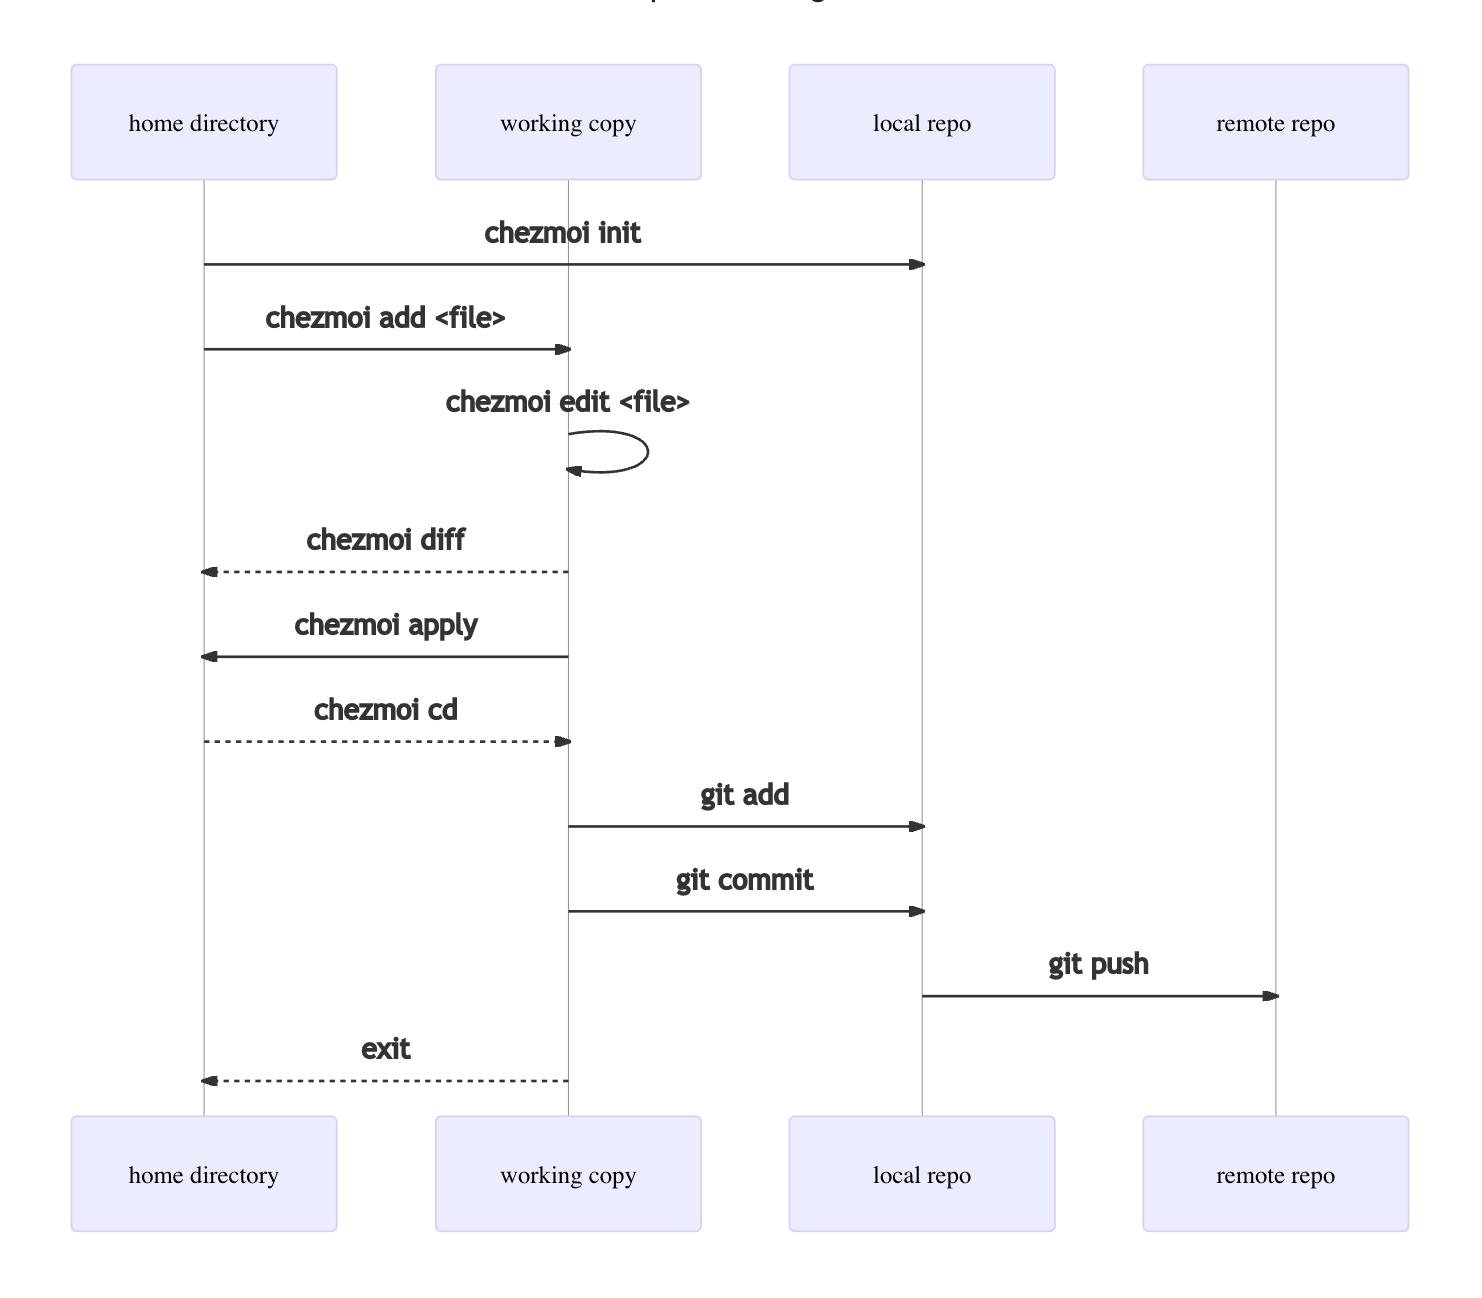 home directory
working copy
local repo
remote repo
chezmoi init
chezmoi add <file>
chezmoi edit <file>
chezmoi diff
chezmoi apply
chezmoi cd
git add
git commit
git push
exit
home directory
working copy
local repo
remote repo